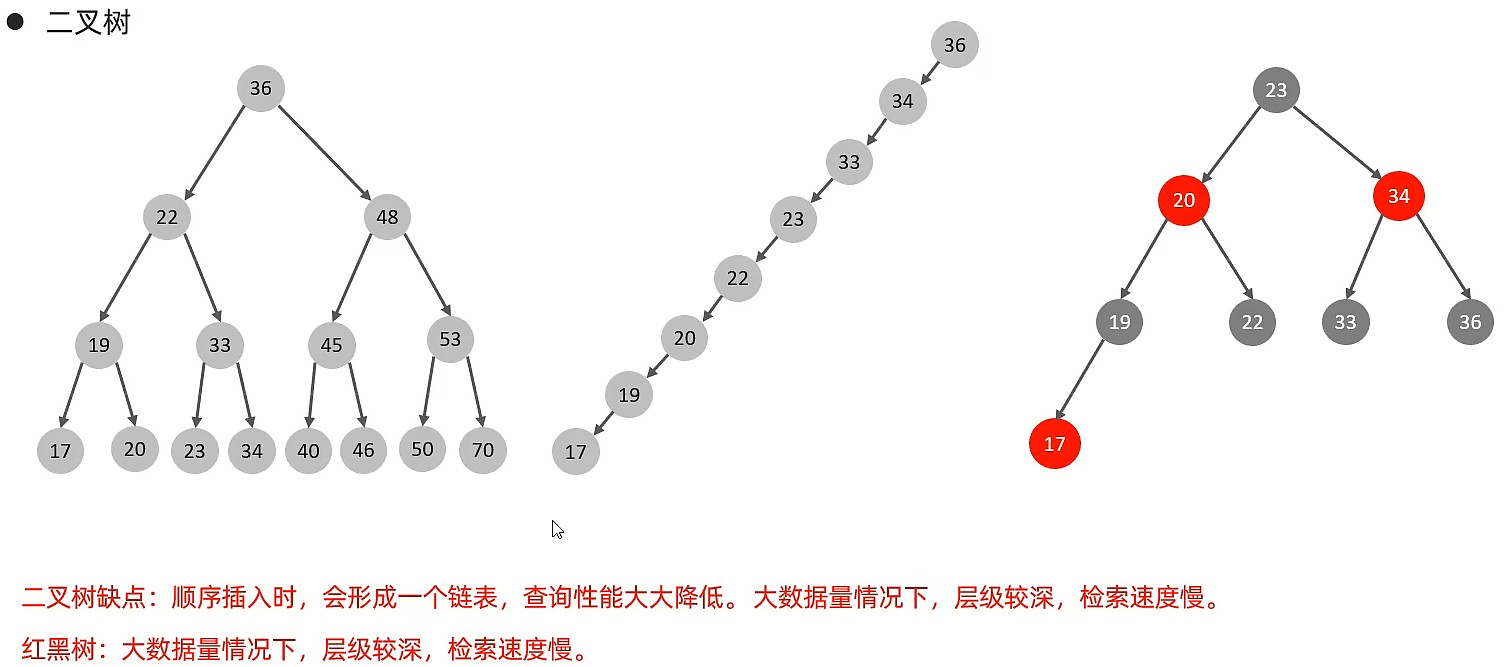 ● 二叉树
36
22 48
19 33 45 53
17 20 23 34 40 46 50 70
36
34
33
23
22
20
19
17
23
20 34
19 22 33 36
17
二叉树缺点：顺序插入时，会形成一个链表，查询性能大大降低。大数据量情况下，层级较深，检索速度慢。
红黑树：大数据量情况下，层级较深，检索速度慢。